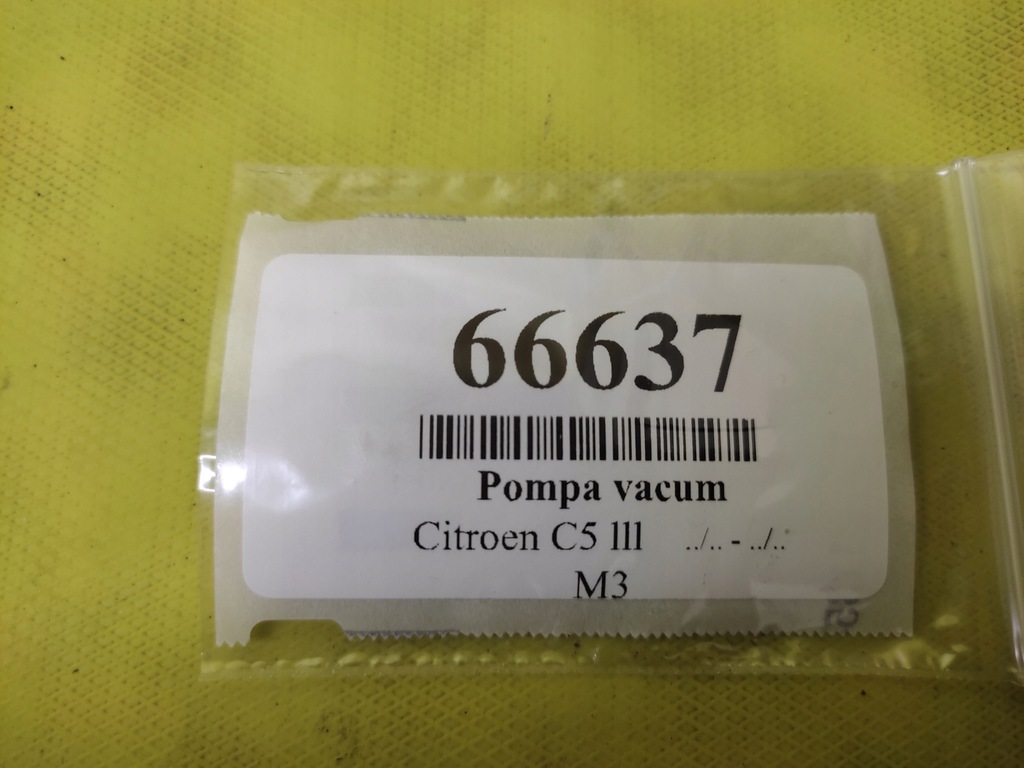 66637
Pompa vacum
Citroen C5 lll ../.. - ../..
M3